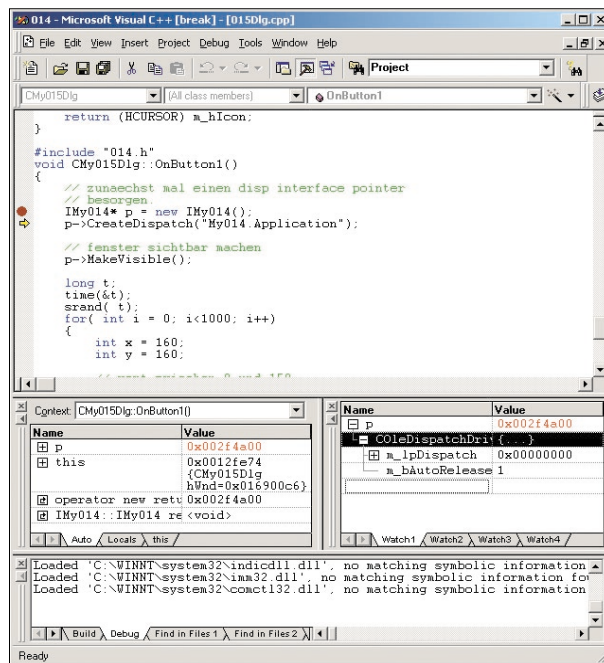 014 - Microsoft Visual C++ [break] - [015Dlg.cpp]
File Edit View Insert Project Debug Tools Window Help
Project
CMy015Dlg (All class members) OnButton1
return (HCURSOR) m_hIcon;
}
#include "014.h"
void CMy015Dlg::OnButton1()
{
// zunaechst mal einen disp interface pointer
// besorgen.
IMy014* p = new IMy014();
p->CreateDispatch("My014.Application");
// fenster sichtbar machen
p->MakeVisible();
long t;
time(&t);
srand( t);
for( int i = 0; i<1000; i++)
{
int x = 160;
int y = 160;
Context: CMy015Dlg::OnButton1()
Name Value
p 0x002f4a00
this 0x0012fe74
{CMy015Dlg
hWnd=0x016900c6}
operator new retu 0x002f4a00
IMy014::IMy014 re <void>
Auto Locals this
Name Value
p 0x002f4a00
COleDispatchDri {...}
m_lpDispatch 0x00000000
m_bAutoRelease 1
Watch1 Watch2 Watch3 Watch4
Loaded 'C:\WINNT\system32\indicdll.dll', no matching symbolic information
Loaded 'C:\WINNT\system32\imm32.dll', no matching symbolic information fo
Loaded 'C:\WINNT\system32\comctl32.dll', no matching symbolic information
Build Debug Find in Files 1 Find in Files 2
Ready